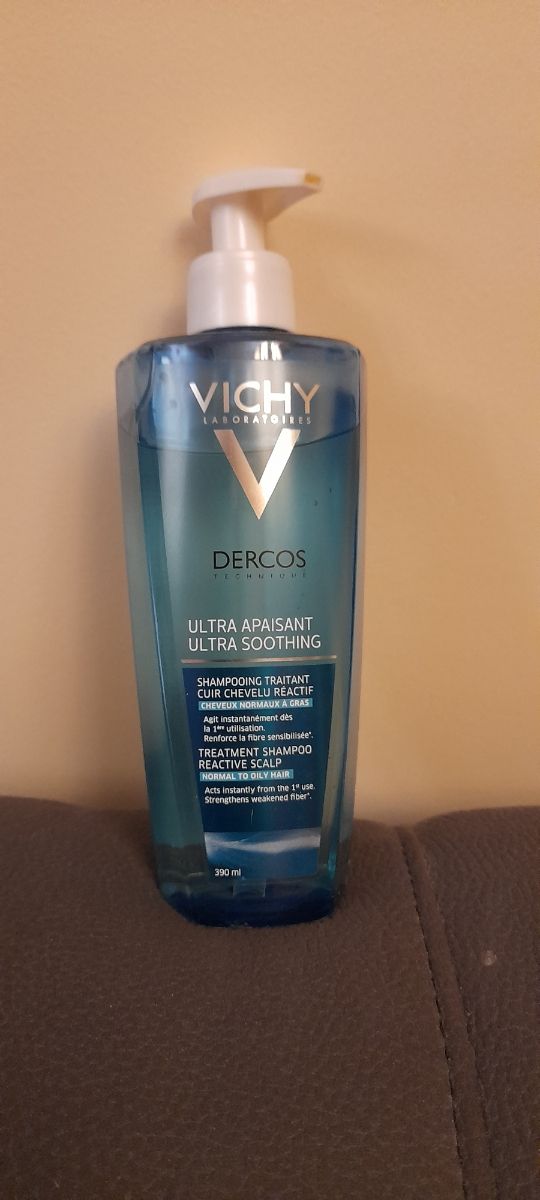 VICHY
LABORATOIRES
V
DERCOS
TECHNIQUE
ULTRA APAISANT
ULTRA SOOTHING
SHAMPOOING TRAITANT
CUIR CHEVELU RÉACTIF
CHEVEUX NORMAUX À GRAS
Agit instantanément dès
la 1ère utilisation.
Renforce la fibre sensibilisée*.
TREATMENT SHAMPOO
REACTIVE SCALP
NORMAL TO OILY HAIR
Acts instantly from the 1st use.
Strengthens weakened fiber*.
390 ml